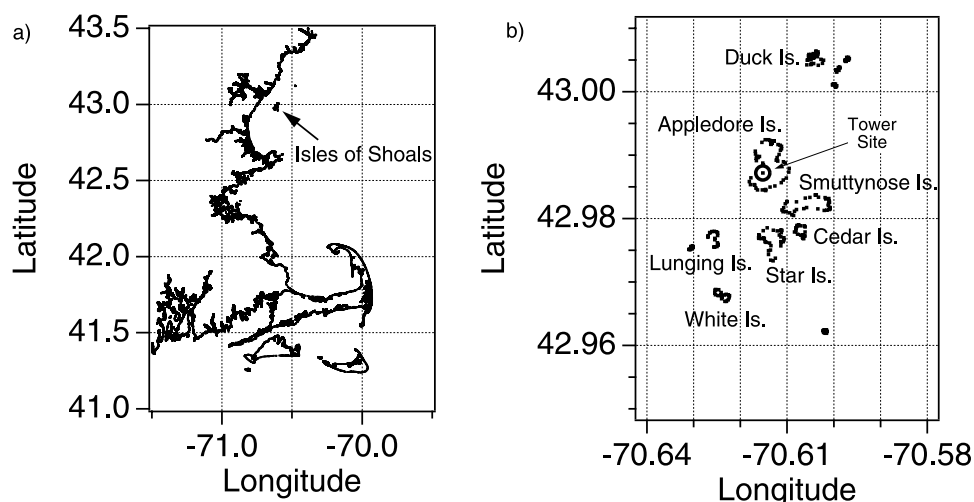 a)
43.5
43.0
42.5
42.0
41.5
41.0
Latitude
Isles of Shoals
-71.0
-70.0
Longitude
b)
43.00
42.98
42.96
Latitude
Duck Is.
Appledore Is.
Tower
Site
Smuttynose Is.
Cedar Is.
Lunging Is.
Star Is.
White Is.
-70.64
-70.61
-70.58
Longitude